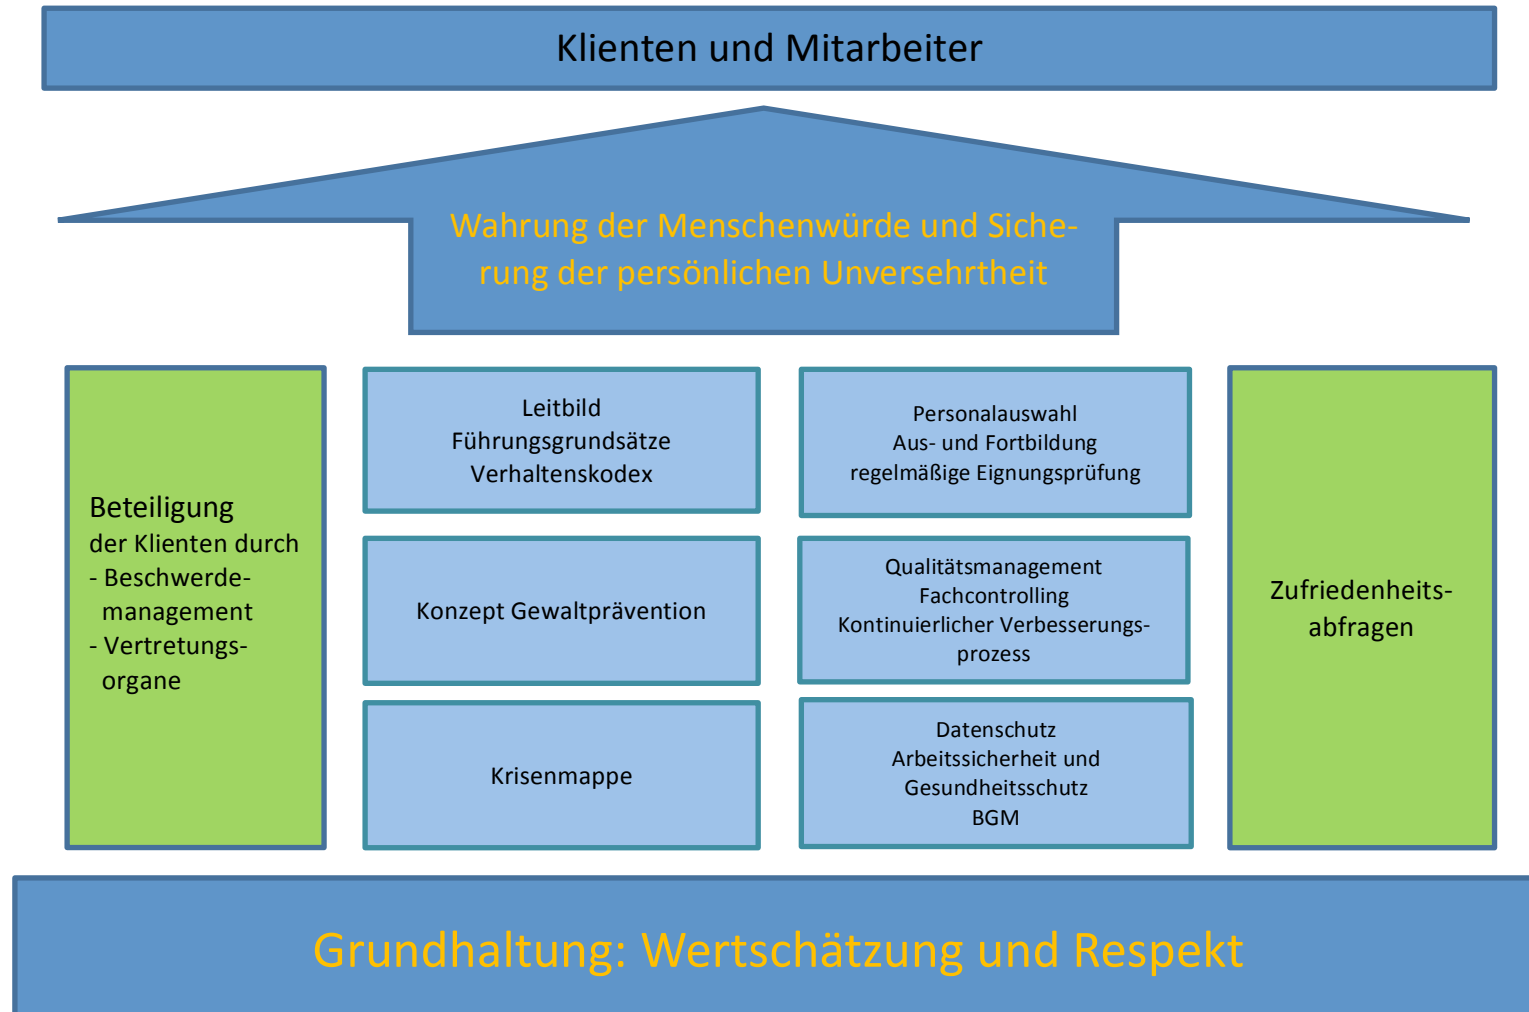 Klienten und Mitarbeiter
Wahrung der Menschenwürde und Siche-
rung der persönlichen Unversehrtheit
Beteiligung
der Klienten durch
- Beschwerde-
management
- Vertretungs-
organe
Leitbild
Führungsgrundsätze
Verhaltenskodex
Konzept Gewaltprävention
Krisenmappe
Personalauswahl
Aus- und Fortbildung
regelmäßige Eignungsprüfung
Qualitätsmanagement
Fachcontrolling
Kontinuierlicher Verbesserungs-
prozess
Datenschutz
Arbeitssicherheit und
Gesundheitsschutz
BGM
Zufriedenheits-
abfragen
Grundhaltung: Wertschätzung und Respekt